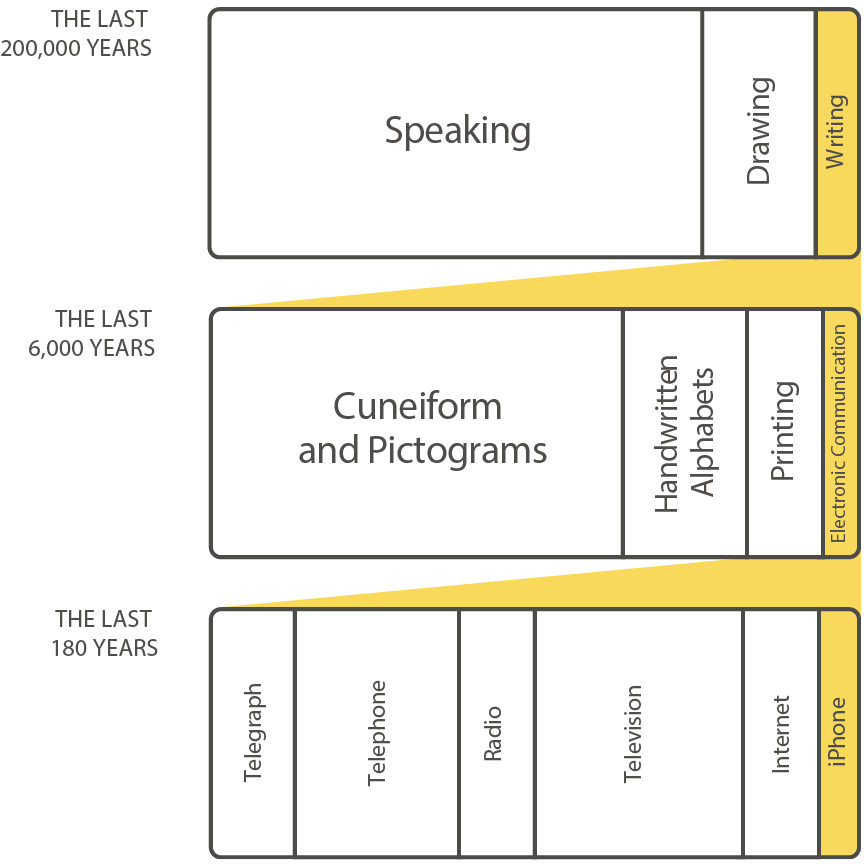 THE LAST
200,000 YEARS
Speaking
Drawing
Writing
THE LAST
6,000 YEARS
Cuneiform
and Pictograms
Handwritten
Alphabets
Printing
Electronic Communication
THE LAST
180 YEARS
Telegraph
Telephone
Radio
Television
Internet
iPhone